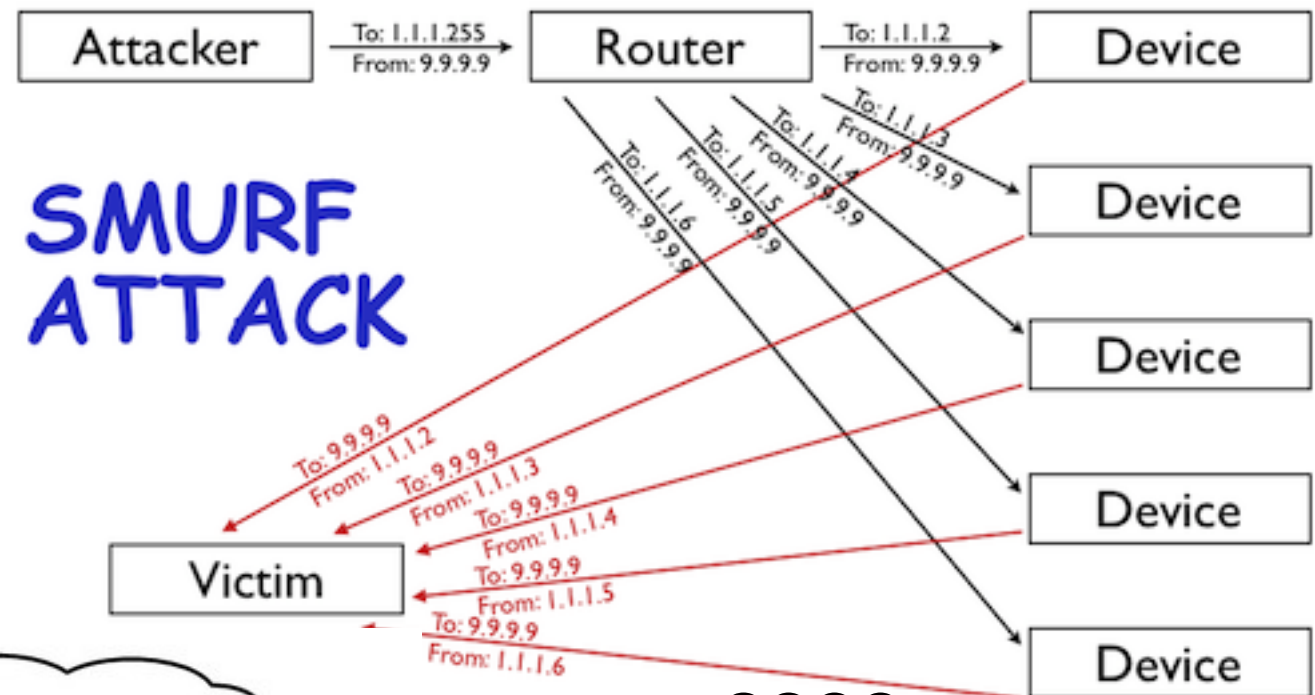 Attacker
To: 1.1.1.255
From: 9.9.9.9
Router
To: 1.1.1.2
From: 9.9.9.9
Device
To: 1.1.1.3
From: 9.9.9.9
To: 1.1.1.4
From: 9.9.9.9
To: 1.1.1.5
From: 9.9.9.9
To: 1.1.1.6
From: 9.9.9.9
Device
SMURF
ATTACK
Device
To: 9.9.9.9
From: 1.1.1.2
To: 9.9.9.9
From: 1.1.1.3
To: 9.9.9.9
From: 1.1.1.4
Device
Victim
To: 9.9.9.9
From: 1.1.1.5
To: 9.9.9.9
From: 1.1.1.6
Device